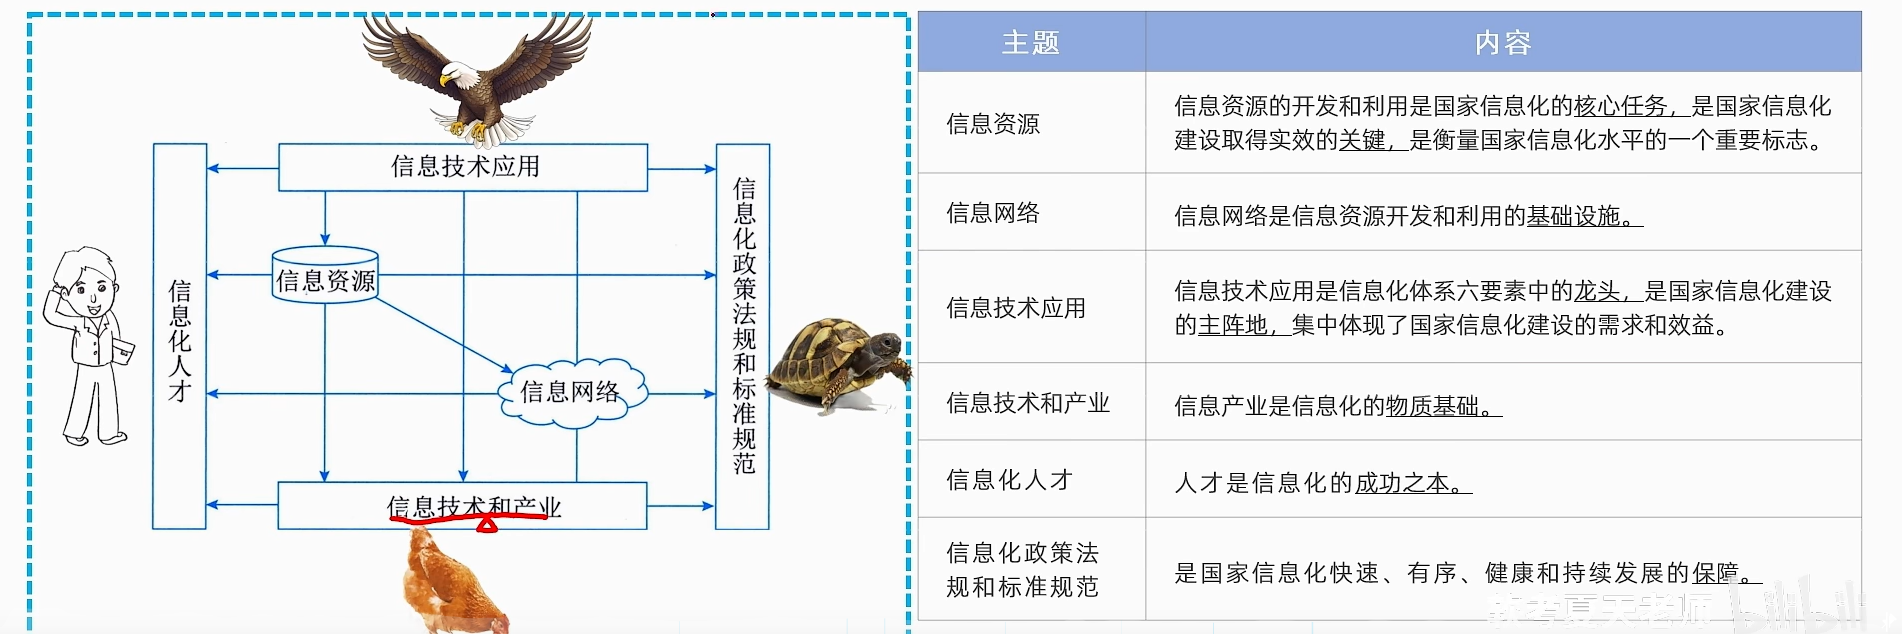 信息技术应用
信息资源
信息网络
信息技术和产业
信息化人才
信息化政策法规和标准规范
主题
内容
信息资源
信息资源的开发和利用是国家信息化的核心任务，是国家信息化
建设取得实效的关键，是衡量国家信息化水平的一个重要标志。
信息网络
信息网络是信息资源开发和利用的基础设施。
信息技术应用
信息技术应用是信息化体系六要素中的龙头，是国家信息化建设
的主阵地，集中体现了国家信息化建设的需求和效益。
信息技术和产业
信息产业是信息化的物质基础。
信息化人才
人才是信息化的成功之本。
信息化政策法
规和标准规范
是国家信息化快速、有序、健康和持续发展的保障。
软考夏天老师
bilibili